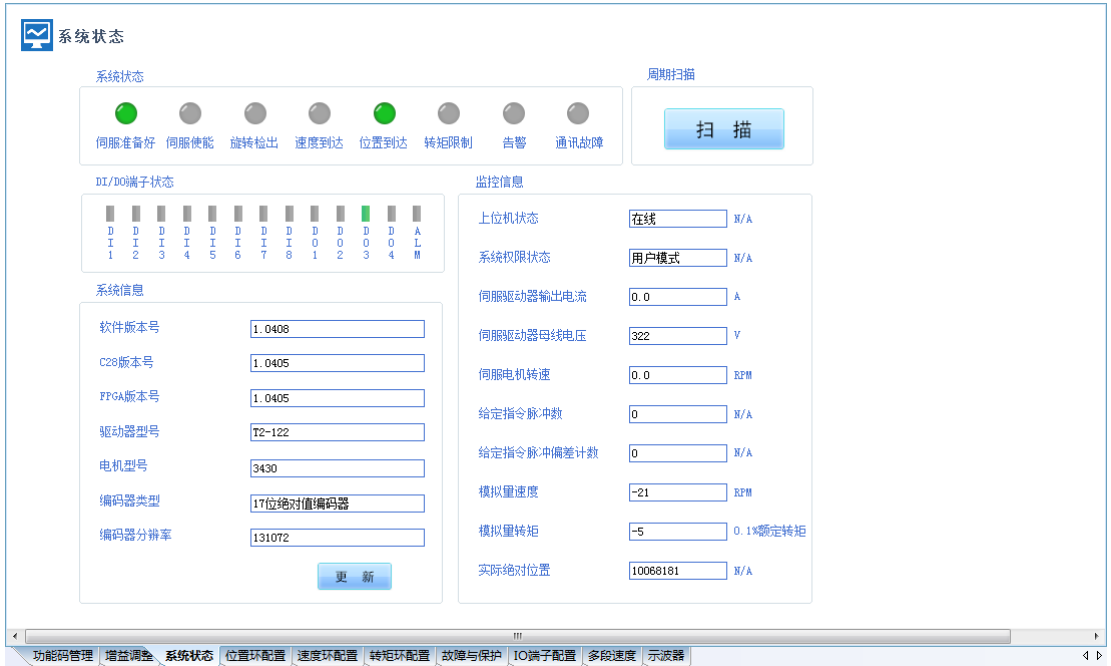 系统状态
系统状态
周期扫描
伺服准备好 伺服使能 旋转检出 速度到达 位置到达 转矩限制 告警 通讯故障
扫 描
DI/DO端子状态
DI1 DI2 DI3 DI4 DI5 DI6 DI7 DI8 DO1 DO2 DO3 DO4 ALM
系统信息
软件版本号 1.0408
C28版本号 1.0405
FPGA版本号 1.0405
驱动器型号 T2-122
电机型号 3430
编码器类型 17位绝对值编码器
编码器分辨率 131072
更 新
监控信息
上位机状态 在线 N/A
系统权限状态 用户模式 N/A
伺服驱动器输出电流 0.0 A
伺服驱动器母线电压 322 V
伺服电机转速 0.0 RPM
给定指令脉冲数 0 N/A
给定指令脉冲偏差计数 0 N/A
模拟量速度 -21 RPM
模拟量转矩 -5 0.1%额定转矩
实际绝对位置 10068181 N/A
功能码管理 增益调整 系统状态 位置环配置 速度环配置 转矩环配置 故障与保护 IO端子配置 多段速度 示波器